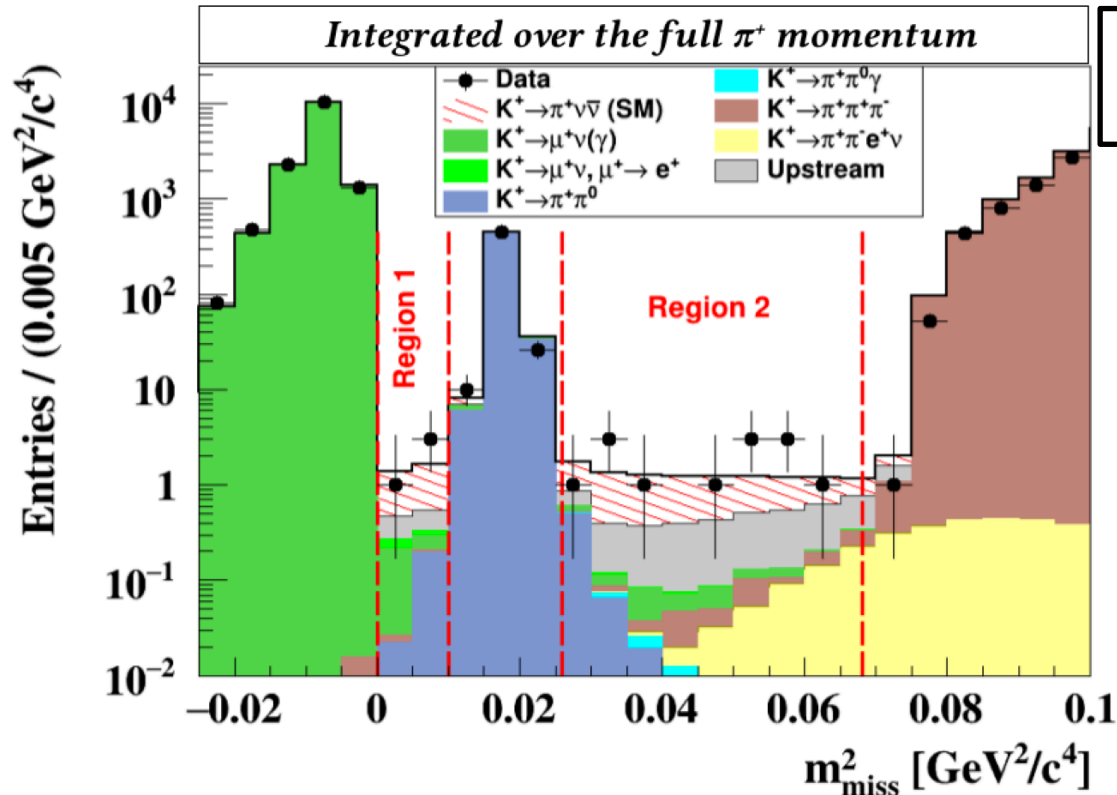 Integrated over the full π⁺ momentum
Entries / (0.005 GeV²/c⁴)
10⁴
10³
10²
10
1
10⁻¹
10⁻²
Data
K⁺→π⁺νν̅ (SM)
K⁺→μ⁺ν(γ)
K⁺→μ⁺ν, μ⁺→ e⁺
K⁺→π⁺π⁰
K⁺→π⁺π⁰γ
K⁺→π⁺π⁺π⁻
K⁺→π⁺π⁻e⁺ν
Upstream
Region 1
Region 2
−0.02 0 0.02 0.04 0.06 0.08 0.1
m²miss [GeV²/c⁴]